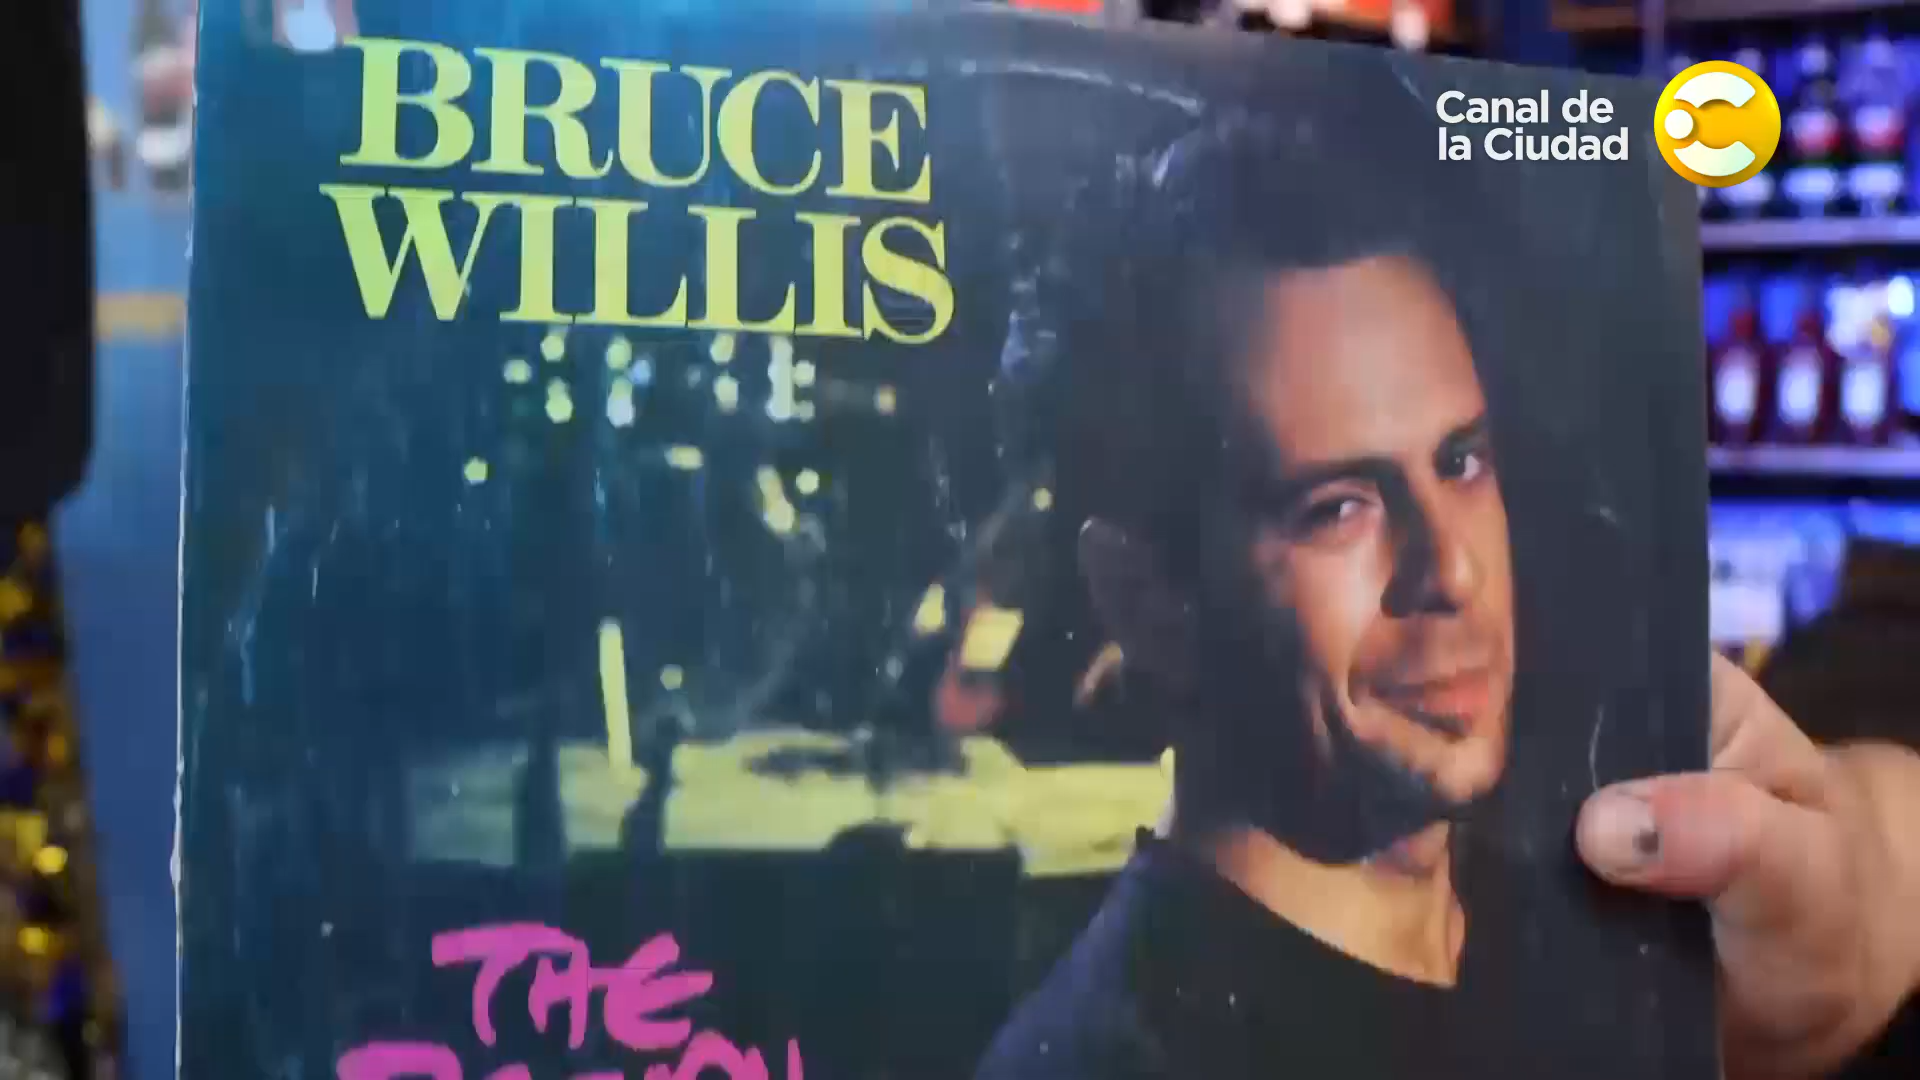 BRUCE
WILLIS
Canal de
la Ciudad
THE